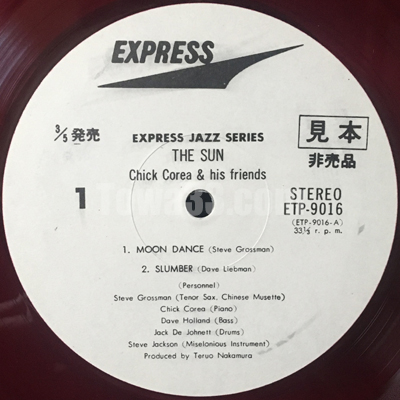 EXPRESS
3/5 発売
EXPRESS JAZZ SERIES
見本
THE SUN
非売品
Chick Corea & his friends
1
STEREO
ETP-9016
(ETP-9016-A)
33⅓ r. p. m.
1. MOON DANCE (Steve Grossman)
2. SLUMBER (Dave Liebman)
(Personnel)
Steve Grossman (Tenor Sax, Chinese Musette)
Chick Corea (Piano)
Dave Holland (Bass)
Jack De Johnett (Drums)
Steve Jackson (Miselonious Instrument)
Produced by Teruo Nakamura